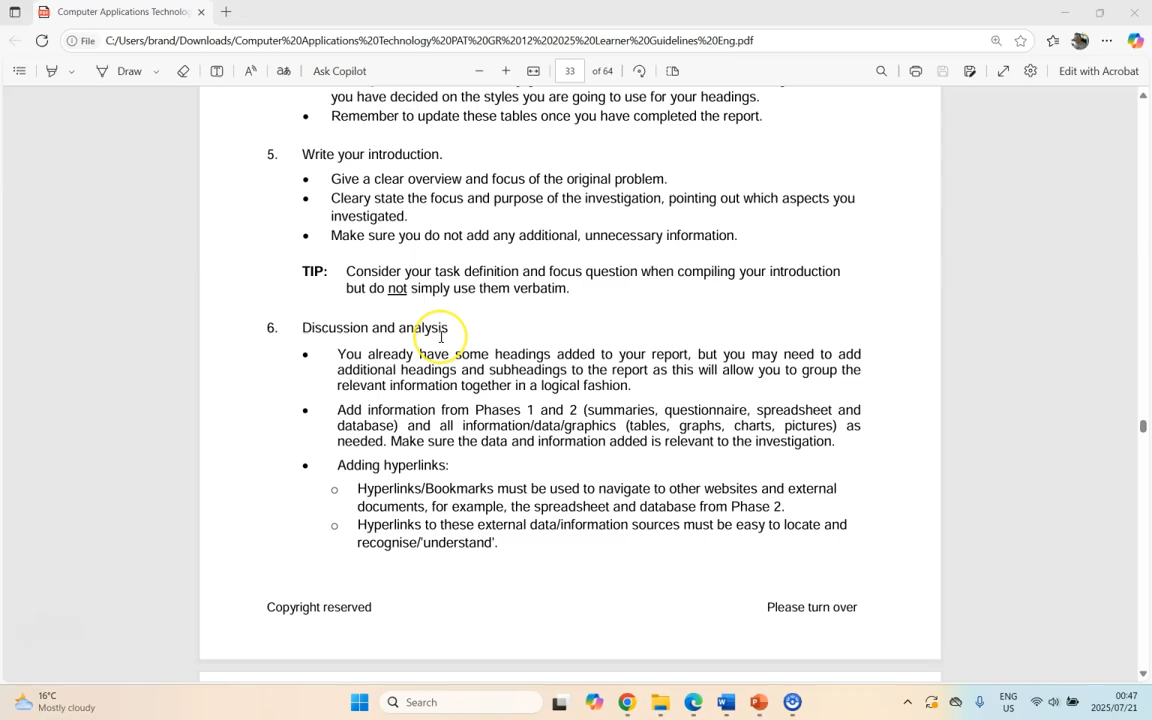 Computer Applications Technolo
File
C:/Users/brand/Downloads/Computer%20Applications%20Technology%20PAT%20GR%2012%202025%20Learner%20Guidelines%20Eng.pdf
Draw
Ask Copilot
33
of 64
Edit with Acrobat
you have decided on the styles you are going to use for your headings.
• Remember to update these tables once you have completed the report.
5. Write your introduction.
• Give a clear overview and focus of the original problem.
• Cleary state the focus and purpose of the investigation, pointing out which aspects you
investigated.
• Make sure you do not add any additional, unnecessary information.
TIP: Consider your task definition and focus question when compiling your introduction
but do not simply use them verbatim.
6. Discussion and analysis
• You already have some headings added to your report, but you may need to add
additional headings and subheadings to the report as this will allow you to group the
relevant information together in a logical fashion.
• Add information from Phases 1 and 2 (summaries, questionnaire, spreadsheet and
database) and all information/data/graphics (tables, graphs, charts, pictures) as
needed. Make sure the data and information added is relevant to the investigation.
• Adding hyperlinks:
o Hyperlinks/Bookmarks must be used to navigate to other websites and external
documents, for example, the spreadsheet and database from Phase 2.
o Hyperlinks to these external data/information sources must be easy to locate and
recognise/'understand'.
Copyright reserved
Please turn over
16°C
Mostly cloudy
Search
ENG
US
00:47
2025/07/21